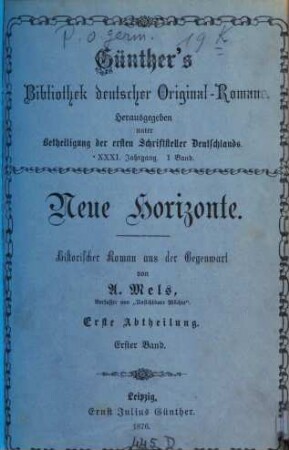 P. o. germ. 19 K
Günther's
Bibliothek deutscher Original-Romane.
Herausgegeben
unter
Betheiligung der ersten Schriftsteller Deutschlands.
XXXI. Jahrgang. 1 Band.
Neue Horizonte.
Historischer Roman aus der Gegenwart
von
A. Mels,
Verfasser von „Unsichtbare Mächte“.
Erste Abtheilung.
Erster Band.
Leipzig,
Ernst Julius Günther.
1876.
445 D